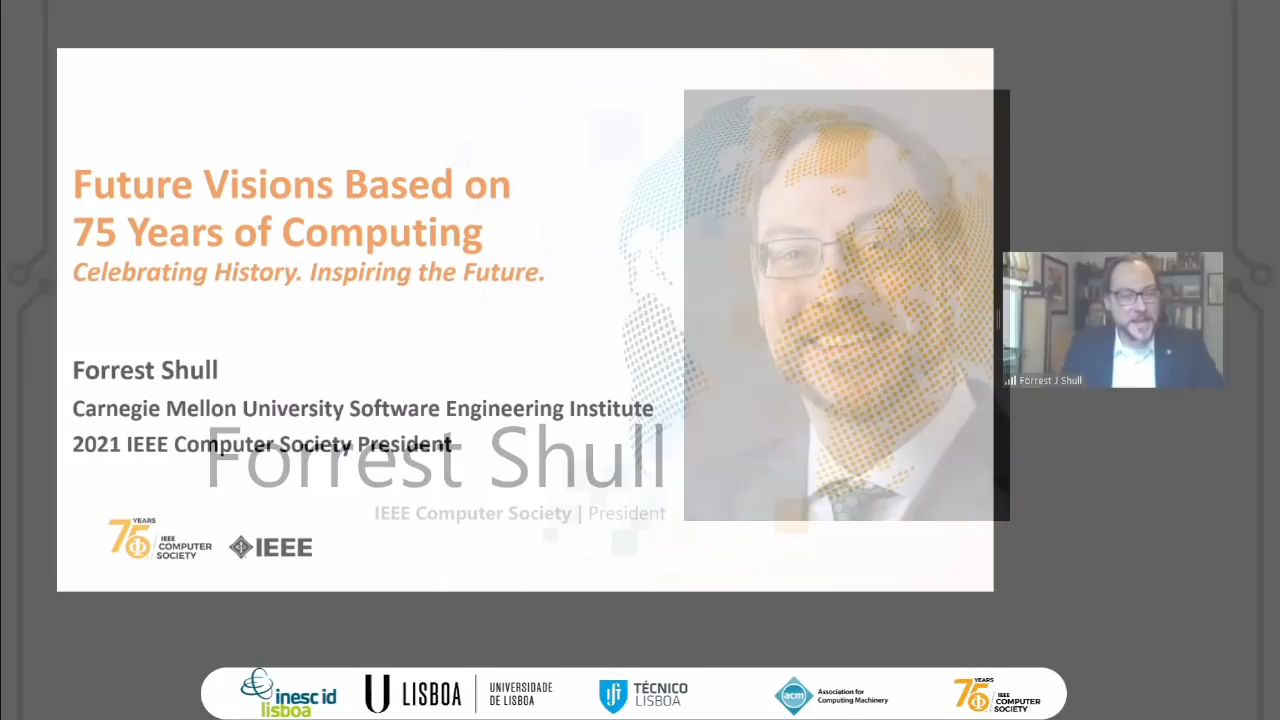 Future Visions Based on
75 Years of Computing
Celebrating History. Inspiring the Future.
Forrest Shull
Carnegie Mellon University Software Engineering Institute
2021 IEEE Computer Society President
Forrest Shull
IEEE Computer Society | President
75 YEARS
IEEE
COMPUTER
SOCIETY
IEEE
Forrest J Shull
inesc id
lisboa
LISBOA
UNIVERSIDADE
DE LISBOA
TÉCNICO
LISBOA
acm
Association for
Computing Machinery
75 YEARS
IEEE
COMPUTER
SOCIETY